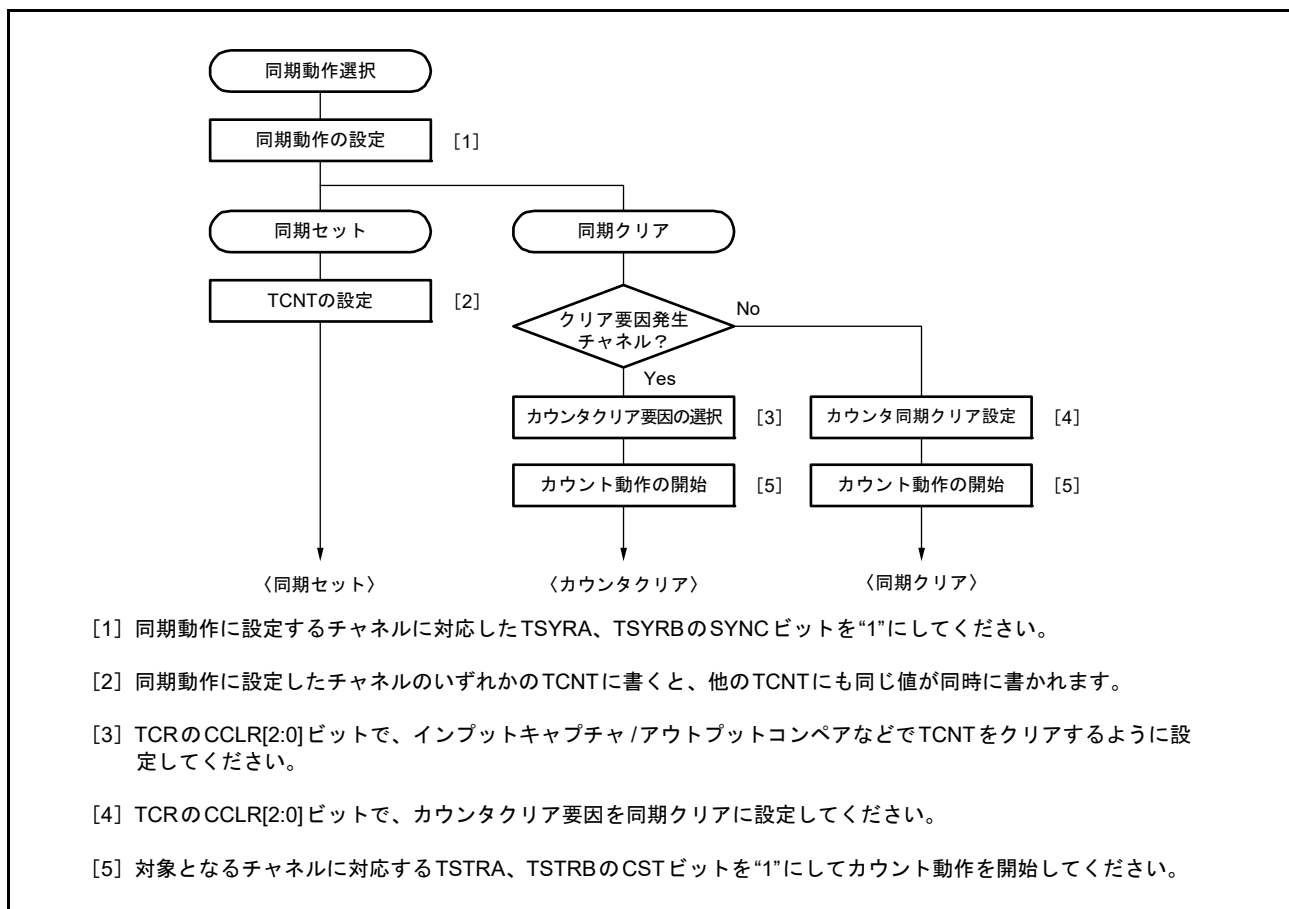 同期動作選択
同期動作の設定 [1]
同期セット 同期クリア
TCNTの設定 [2]
クリア要因発生
チャネル？
No
Yes
カウンタクリア要因の選択 [3] カウンタ同期クリア設定 [4]
カウント動作の開始 [5] カウント動作の開始 [5]
〈同期セット〉 〈カウンタクリア〉 〈同期クリア〉
[1] 同期動作に設定するチャネルに対応したTSYRA、TSYRBのSYNCビットを“1”にしてください。
[2] 同期動作に設定したチャネルのいずれかのTCNTに書くと、他のTCNTにも同じ値が同時に書かれます。
[3] TCRのCCLR[2:0]ビットで、インプットキャプチャ/アウトプットコンペアなどでTCNTをクリアするように設
定してください。
[4] TCRのCCLR[2:0]ビットで、カウンタクリア要因を同期クリアに設定してください。
[5] 対象となるチャネルに対応するTSTRA、TSTRBのCSTビットを“1”にしてカウント動作を開始してください。